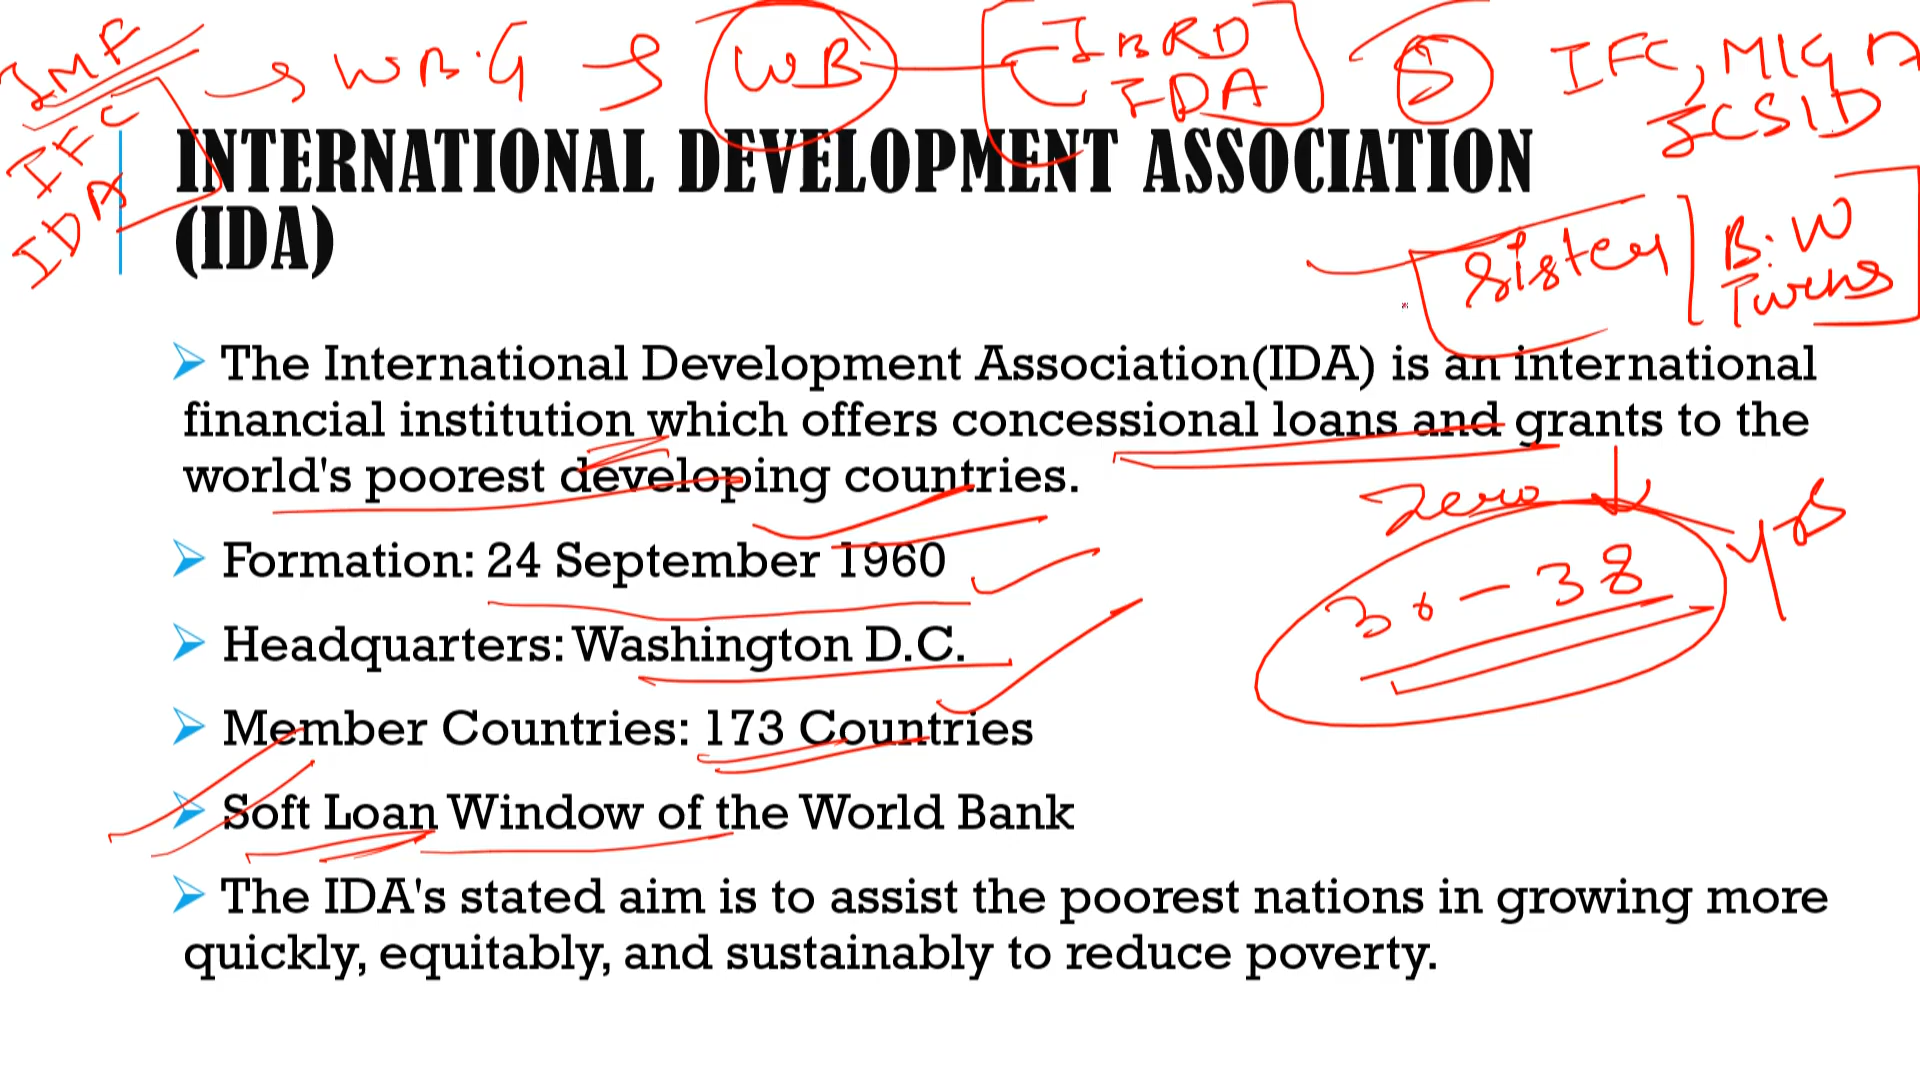 IMF
IFC
IDA
WB.G
WB
IBRD
IDA
5
IFC, MIGA
ICSID
INTERNATIONAL DEVELOPMENT ASSOCIATION
(IDA)
Sister
B.W
Twins
The International Development Association(IDA) is an international
financial institution which offers concessional loans and grants to the
world's poorest developing countries.
Zero
30-38 yrs
Formation: 24 September 1960
Headquarters: Washington D.C.
Member Countries: 173 Countries
Soft Loan Window of the World Bank
The IDA's stated aim is to assist the poorest nations in growing more
quickly, equitably, and sustainably to reduce poverty.